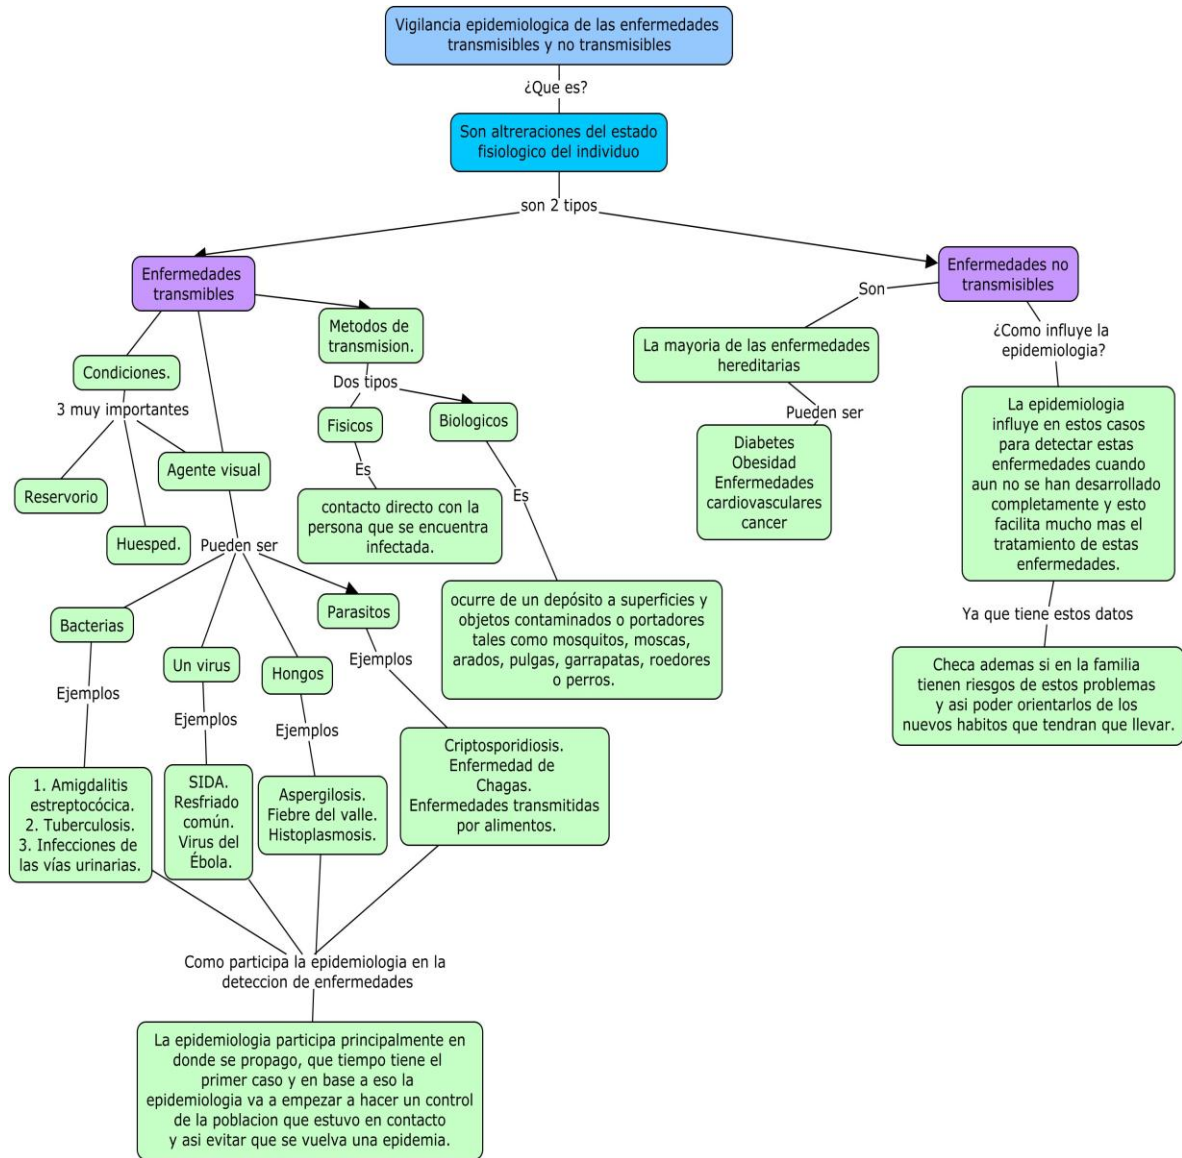 Vigilancia epidemiologica de las enfermedades
transmisibles y no transmisibles
¿Que es?
Son altreraciones del estado
fisiologico del individuo
son 2 tipos
Enfermedades
transmibles
Condiciones.
3 muy importantes
Reservorio
Huesped.
Agente visual
Metodos de
transmision.
Dos tipos
Fisicos
Es
contacto directo con la
persona que se encuentra
infectada.
Biologicos
Es
ocurre de un depósito a superficies y
objetos contaminados o portadores
tales como mosquitos, moscas,
arados, pulgas, garrapatas, roedores
o perros.
Pueden ser
Bacterias
Ejemplos
1. Amigdalitis
estreptocócica.
2. Tuberculosis.
3. Infecciones de
las vías urinarias.
Un virus
Ejemplos
SIDA.
Resfriado
común.
Virus del
Ébola.
Hongos
Ejemplos
Aspergilosis.
Fiebre del valle.
Histoplasmosis.
Parasitos
Ejemplos
Criptosporidiosis.
Enfermedad de
Chagas.
Enfermedades transmitidas
por alimentos.
Como participa la epidemiologia en la
deteccion de enfermedades
La epidemiologia participa principalmente en
donde se propago, que tiempo tiene el
primer caso y en base a eso la
epidemiologia va a empezar a hacer un control
de la poblacion que estuvo en contacto
y asi evitar que se vuelva una epidemia.
Enfermedades no
transmisibles
Son
La mayoria de las enfermedades
hereditarias
Pueden ser
Diabetes
Obesidad
Enfermedades
cardiovasculares
cancer
¿Como influye la
epidemiologia?
La epidemiologia
influye en estos casos
para detectar estas
enfermedades cuando
aun no se han desarrollado
completamente y esto
facilita mucho mas el
tratamiento de estas
enfermedades.
Ya que tiene estos datos
Checa ademas si en la familia
tienen riesgos de estos problemas
y asi poder orientarlos de los
nuevos habitos que tendran que llevar.